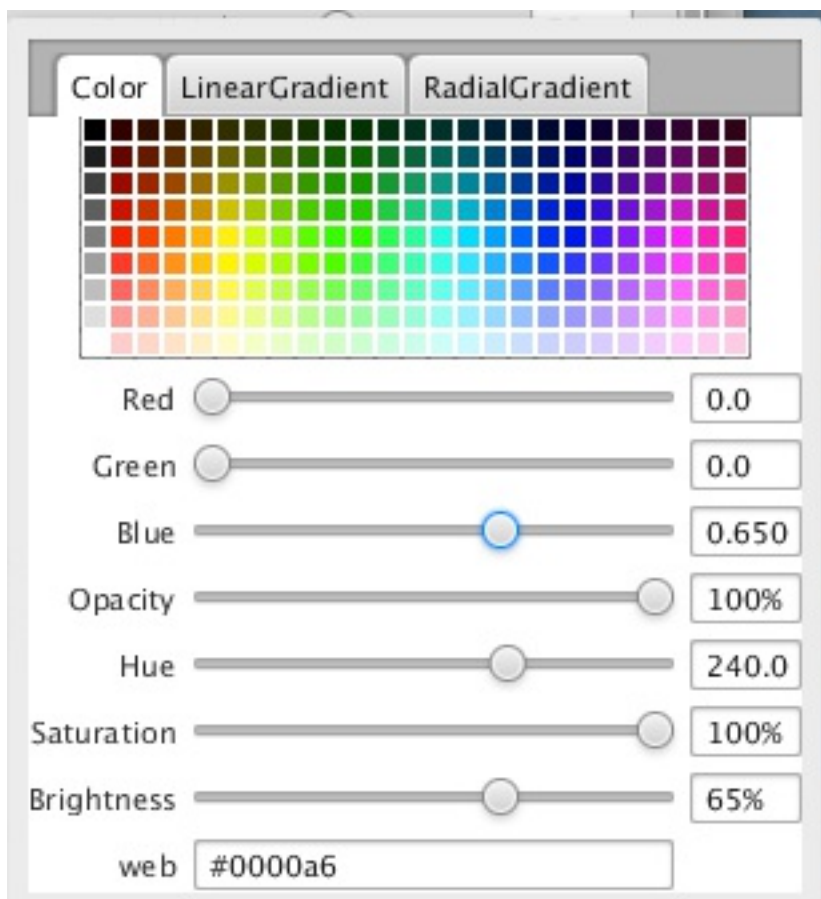 Color LinearGradient RadialGradient
Red 0.0
Green 0.0
Blue 0.650
Opacity 100%
Hue 240.0
Saturation 100%
Brightness 65%
web #0000a6